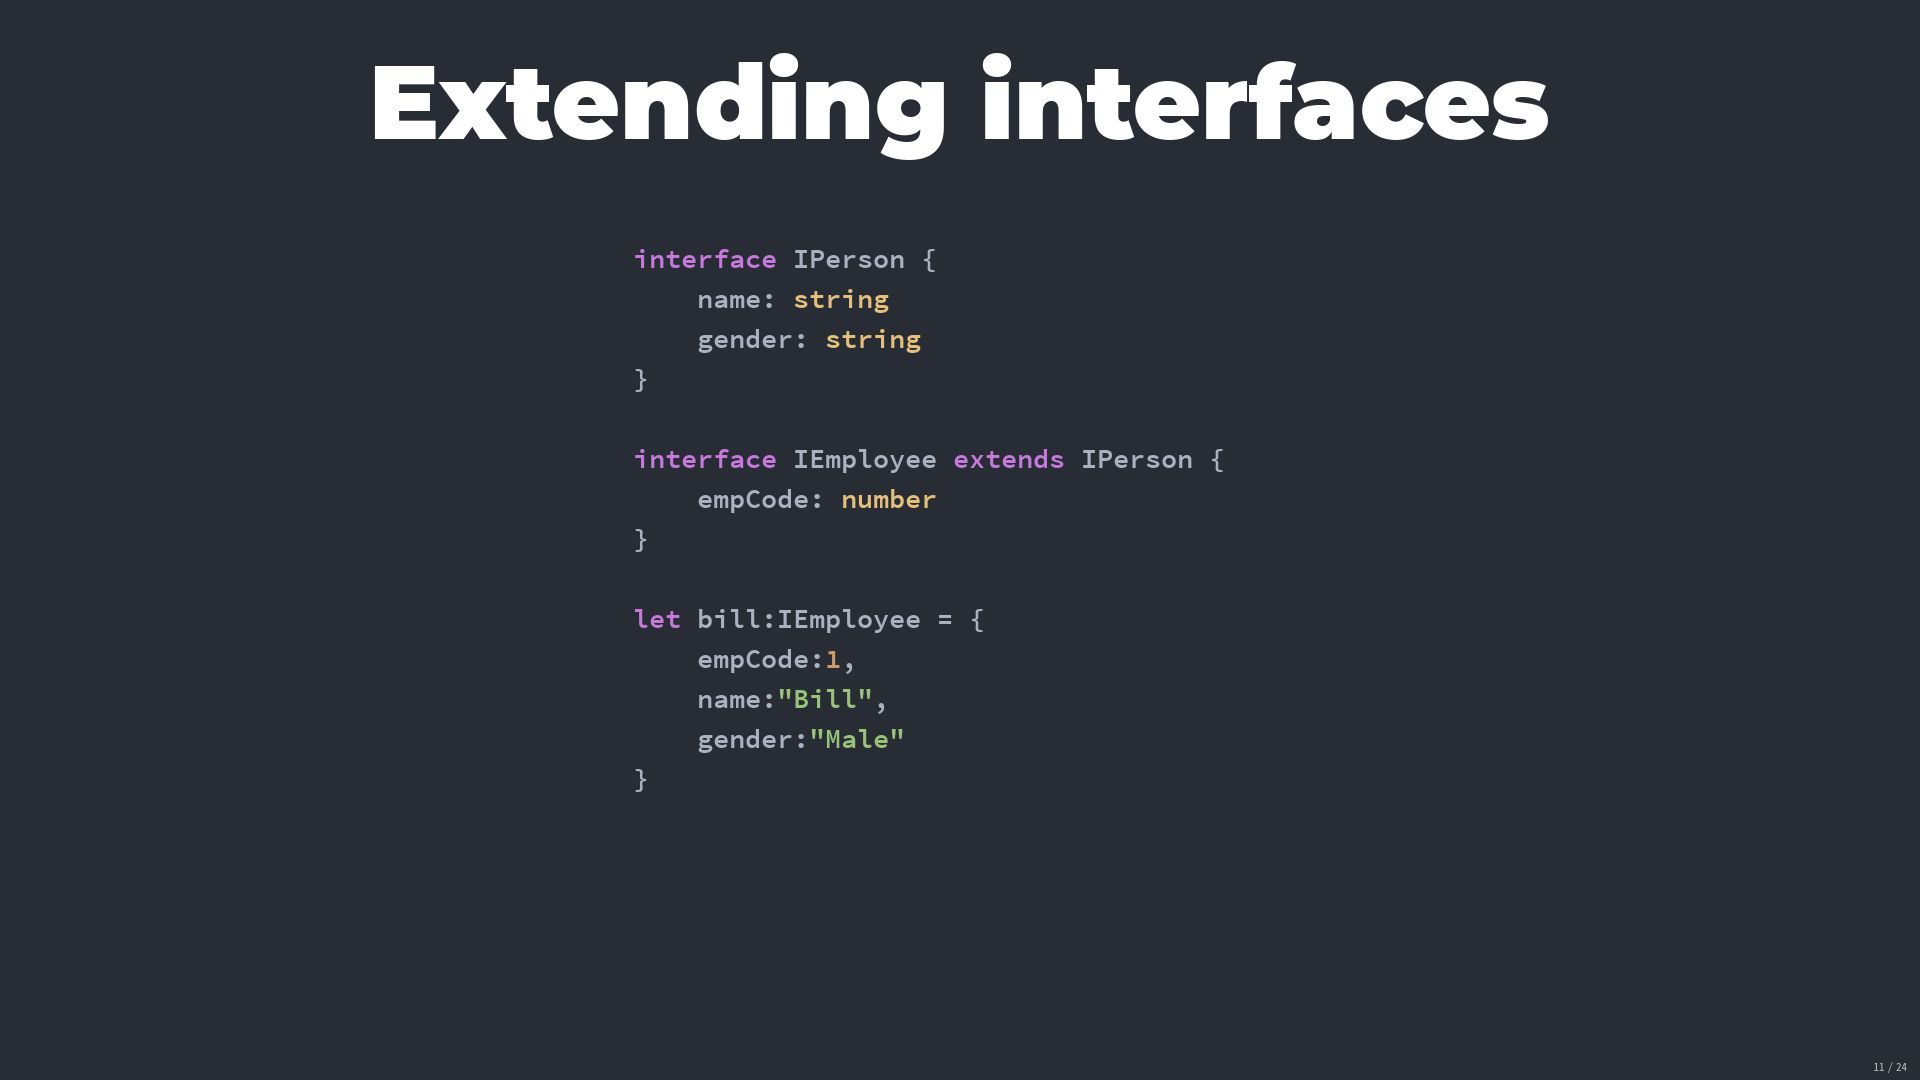 Extending interfaces
interface IPerson {
    name: string
    gender: string
}
interface IEmployee extends IPerson {
    empCode: number
}
let bill:IEmployee = {
    empCode:1,
    name:"Bill",
    gender:"Male"
}
11 / 24